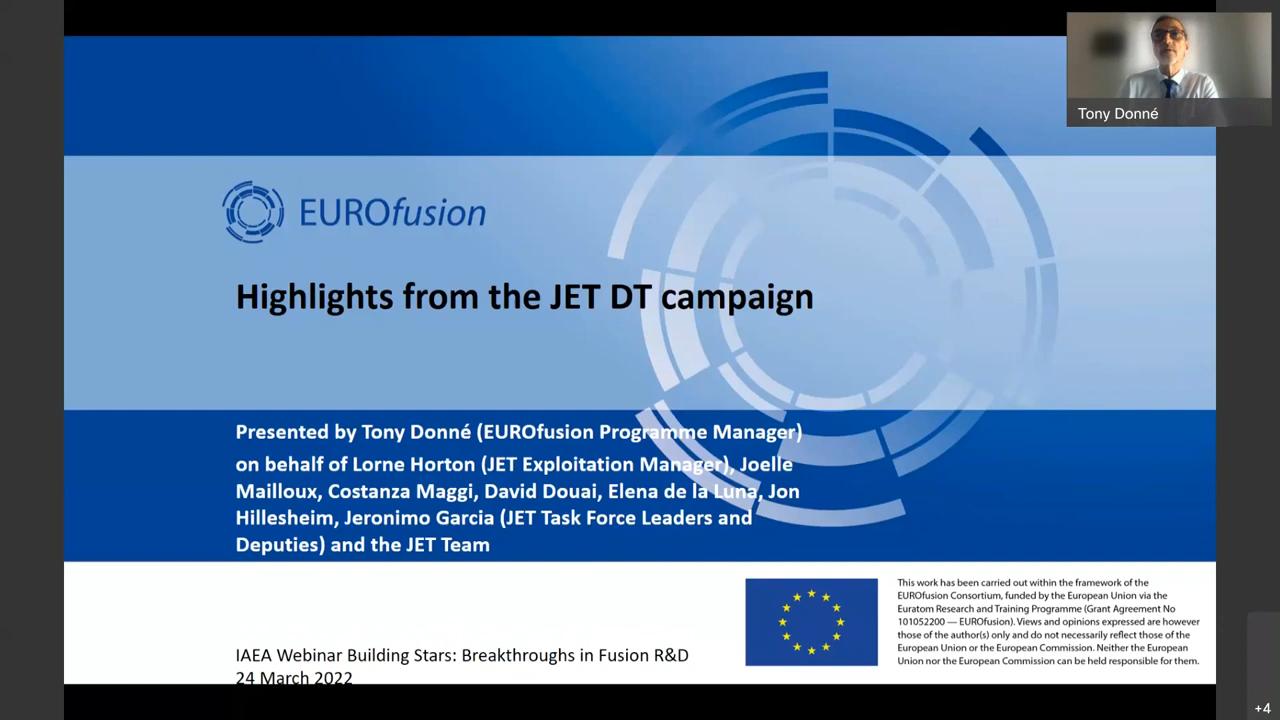 Tony Donné
EUROfusion
Highlights from the JET DT campaign
Presented by Tony Donné (EUROfusion Programme Manager)
on behalf of Lorne Horton (JET Exploitation Manager), Joelle
Mailloux, Costanza Maggi, David Douai, Elena de la Luna, Jon
Hillesheim, Jeronimo Garcia (JET Task Force Leaders and
Deputies) and the JET Team
This work has been carried out within the framework of the
EUROfusion Consortium, funded by the European Union via the
Euratom Research and Training Programme (Grant Agreement No
101052200 — EUROfusion). Views and opinions expressed are however
those of the author(s) only and do not necessarily reflect those of the
European Union or the European Commission. Neither the European
Union nor the European Commission can be held responsible for them.
IAEA Webinar Building Stars: Breakthroughs in Fusion R&D
24 March 2022
+4